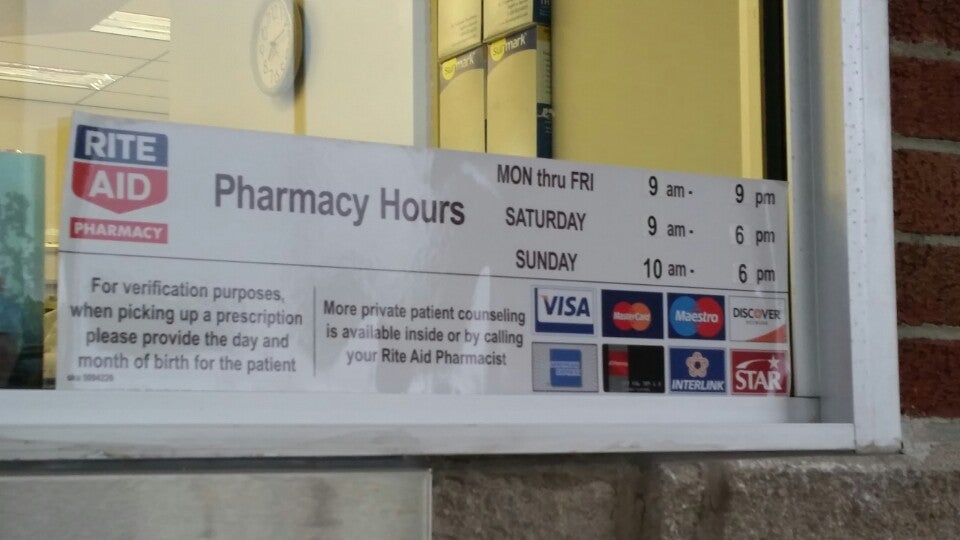 sunmark
sunmark
RITE
AID
PHARMACY
Pharmacy Hours
MON thru FRI 9 am - 9 pm
SATURDAY 9 am - 6 pm
SUNDAY 10 am - 6 pm
For verification purposes,
when picking up a prescription
please provide the day and
month of birth for the patient
More private patient counseling
is available inside or by calling
your Rite Aid Pharmacist
VISA
MasterCard
Maestro
DISCOVER
NETWORK
INTERLINK
STAR